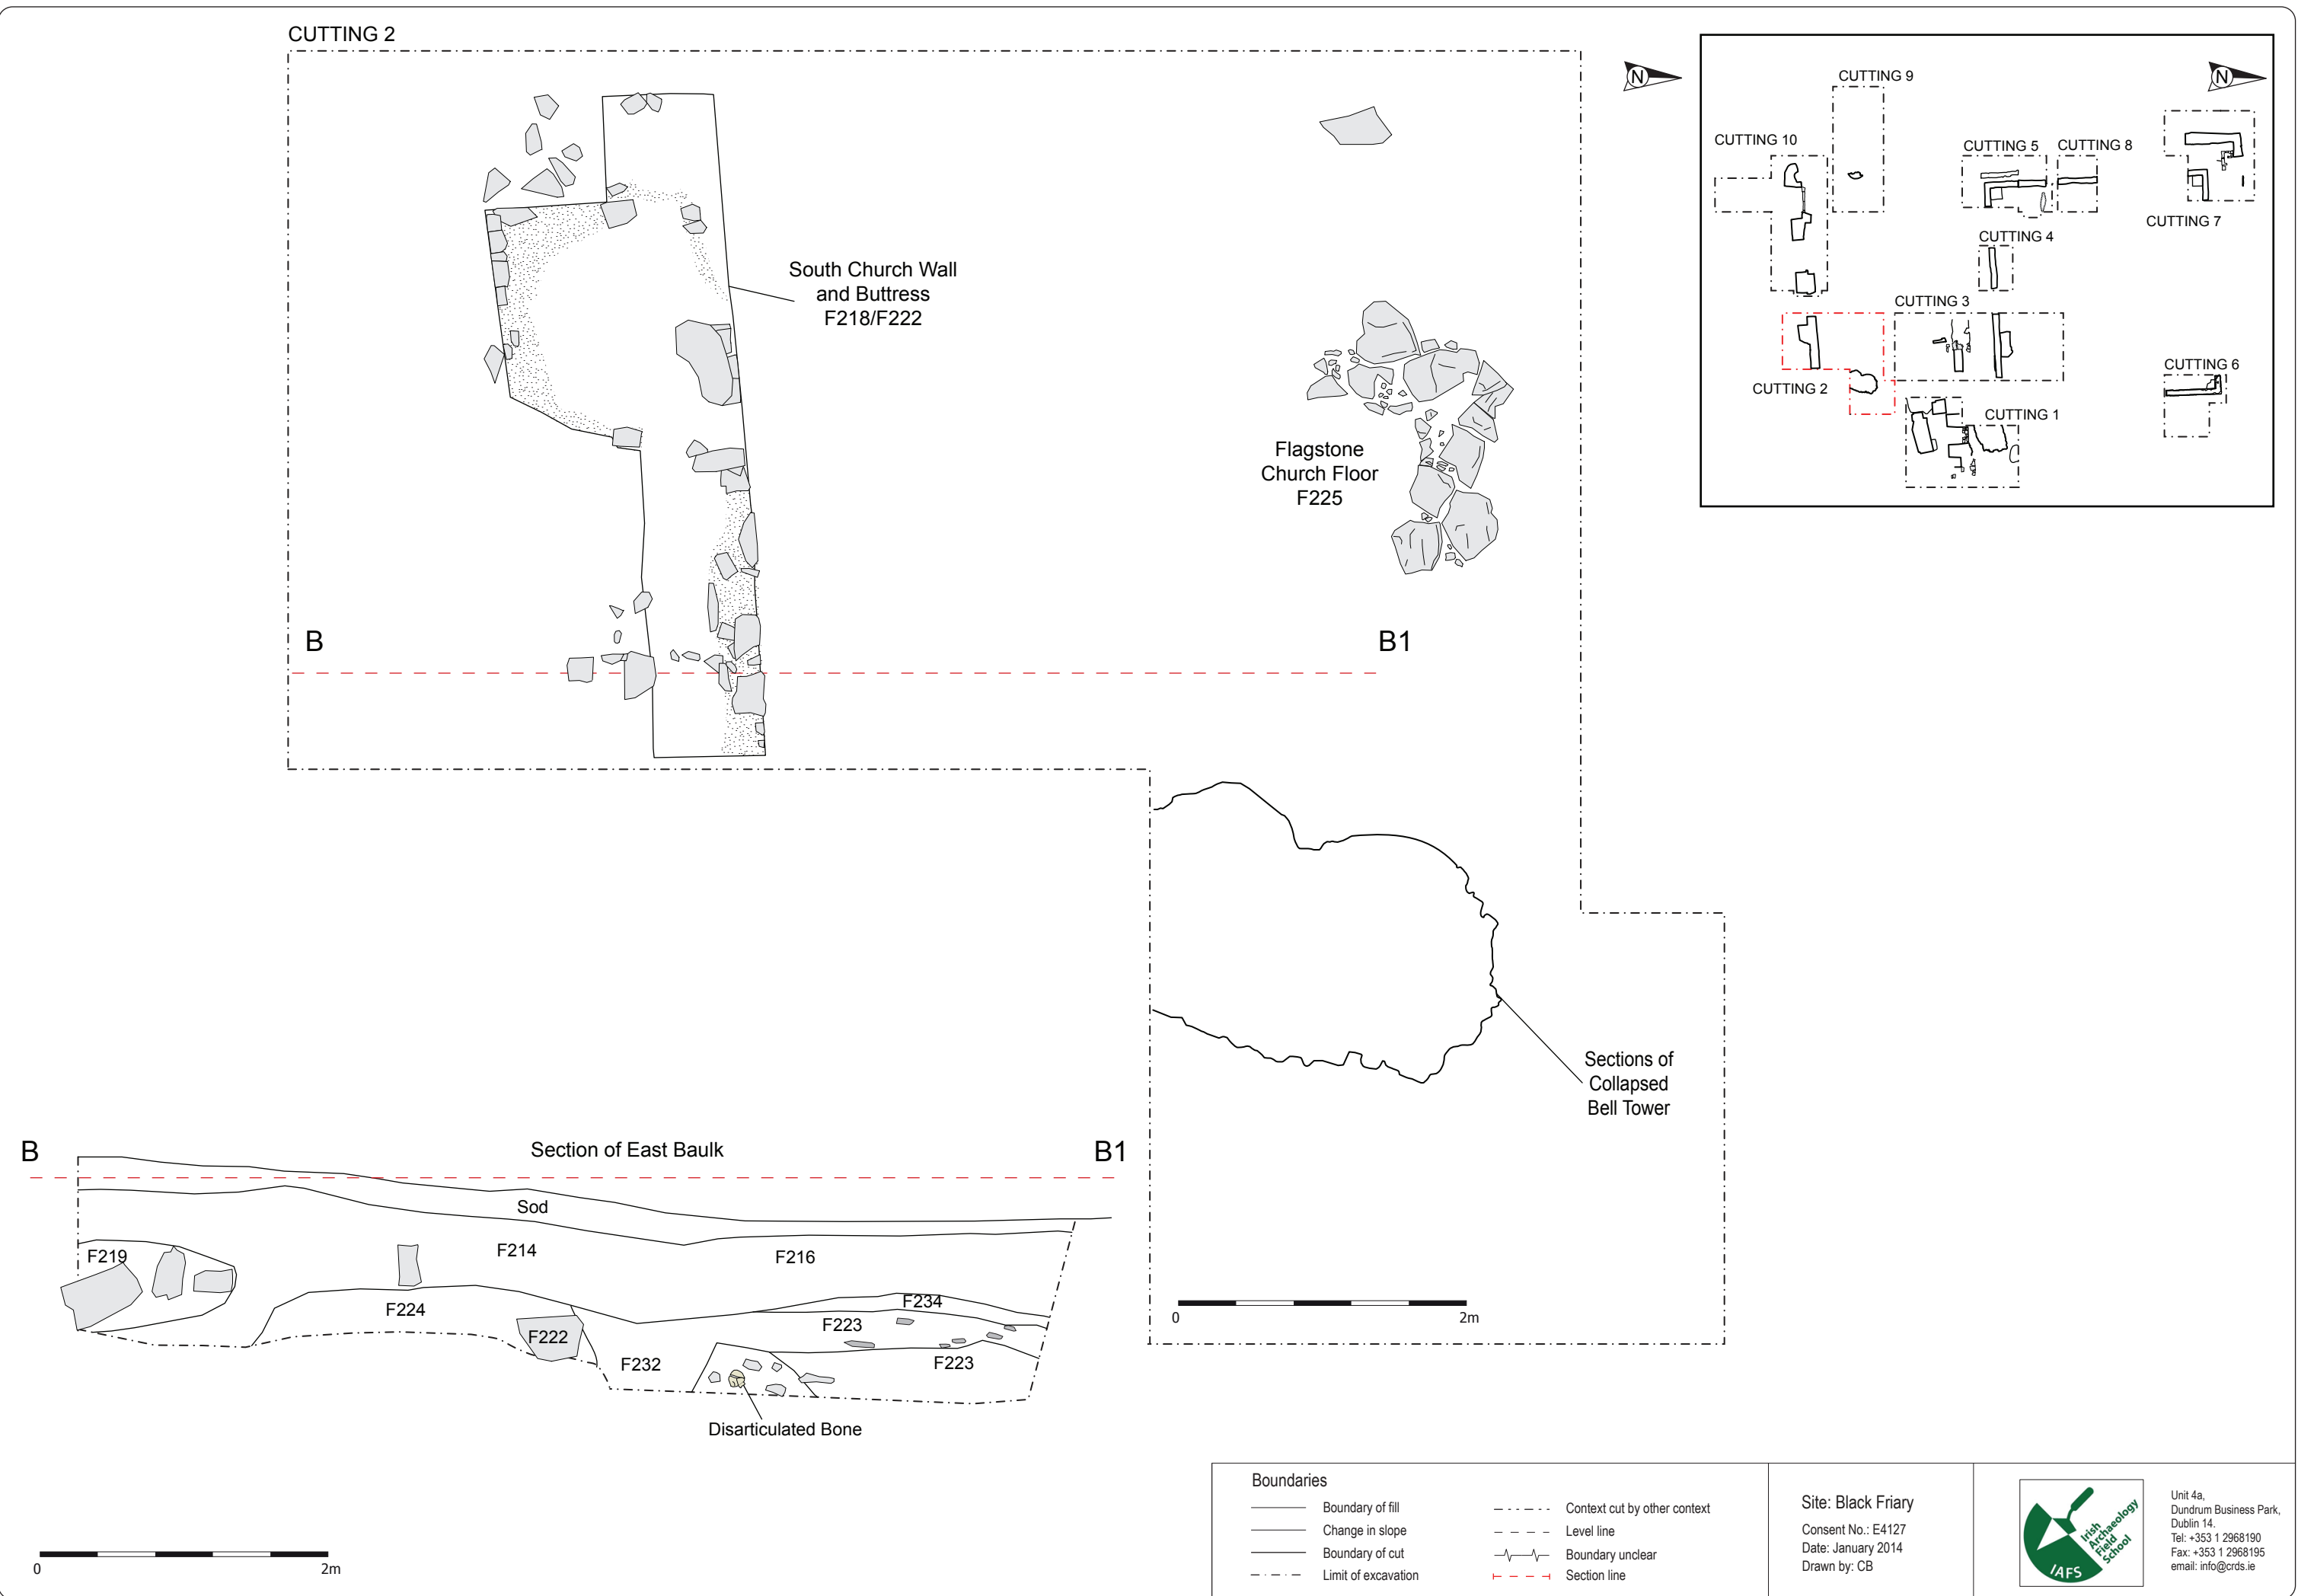 CUTTING 2
South Church Wall
and Buttress
F218/F222
Flagstone
Church Floor
F225
B
B1
Sections of
Collapsed
Bell Tower
0
2m
N
N
CUTTING 9
CUTTING 10
CUTTING 5
CUTTING 8
CUTTING 7
CUTTING 4
CUTTING 3
CUTTING 6
CUTTING 2
CUTTING 1
B
Section of East Baulk
B1
Sod
F219
F214
F216
F224
F234
F222
F223
F232
F223
Disarticulated Bone
0
2m
Boundaries
Boundary of fill
Change in slope
Boundary of cut
Limit of excavation
Context cut by other context
Level line
Boundary unclear
Section line
Site: Black Friary
Consent No.: E4127
Date: January 2014
Drawn by: CB
Irish
Archaeology
Field
School
IAFS
Unit 4a,
Dundrum Business Park,
Dublin 14.
Tel: +353 1 2968190
Fax: +353 1 2968195
email: info@crds.ie